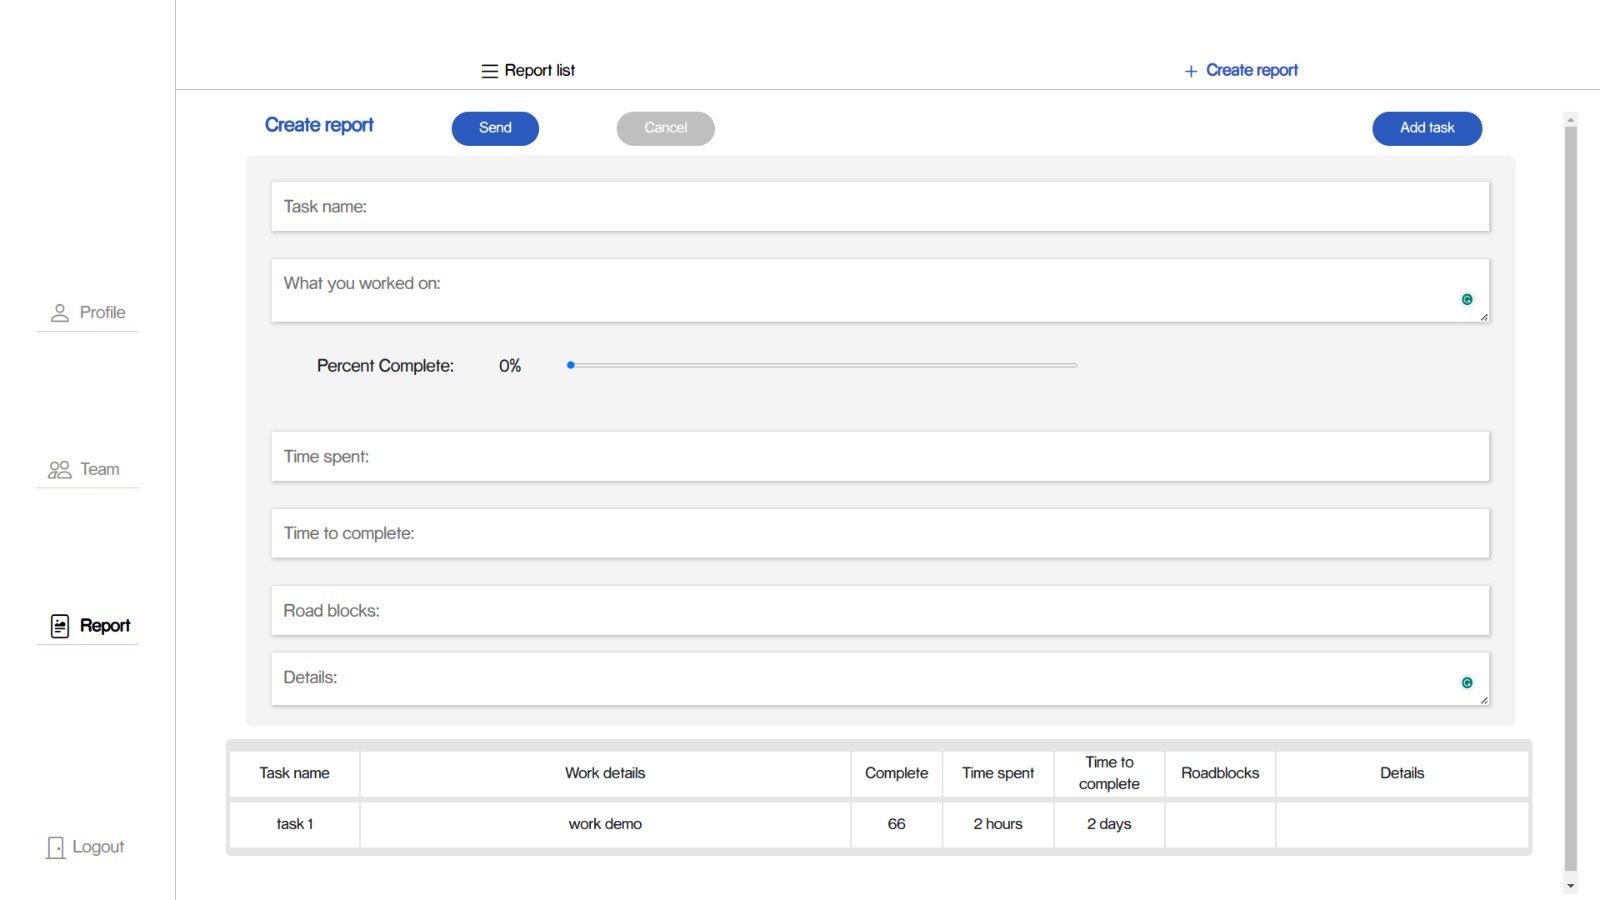 Report list
Create report
Create report
Send
Cancel
Add task
Task name:
What you worked on:
Percent Complete: 0%
Time spent:
Time to complete:
Road blocks:
Details:
Profile
Team
Report
Logout
Task name Work details Complete Time spent Time to complete Roadblocks Details
task 1 work demo 66 2 hours 2 days